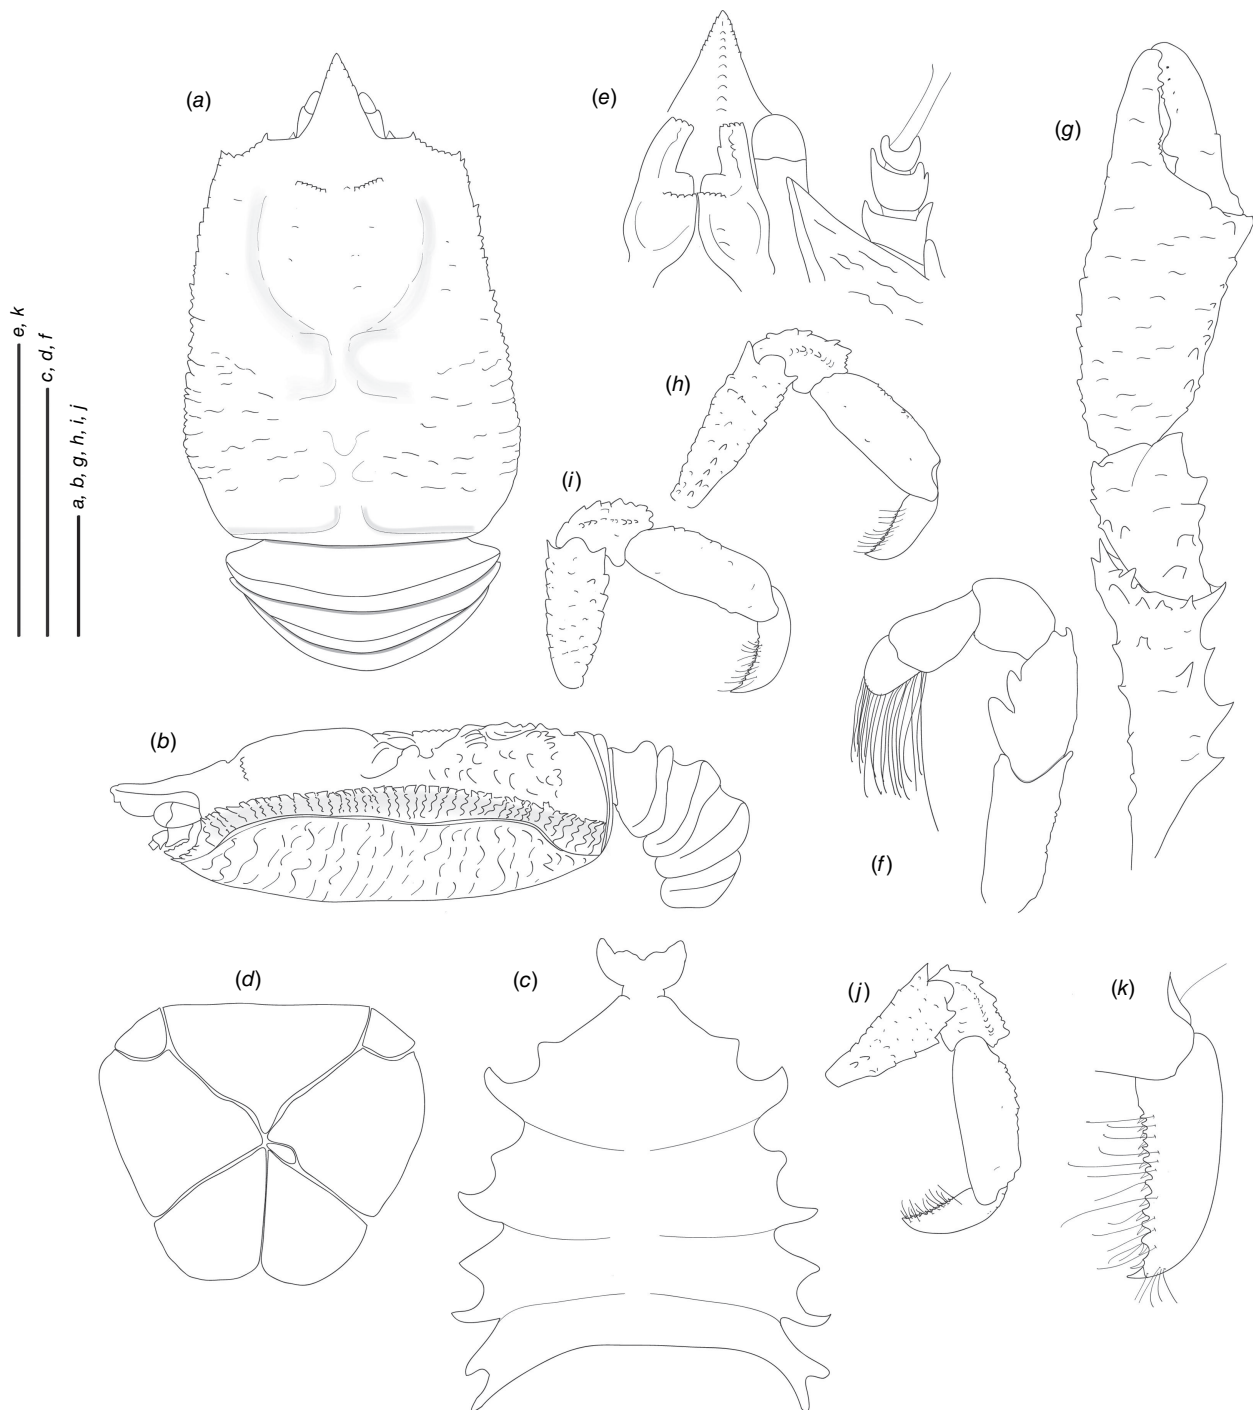 (a)
(e)
(g)
e, k
c, d, f
a, b, g, h, i, j
(h)
(i)
(b)
(f)
(d)
(c)
(j)
(k)